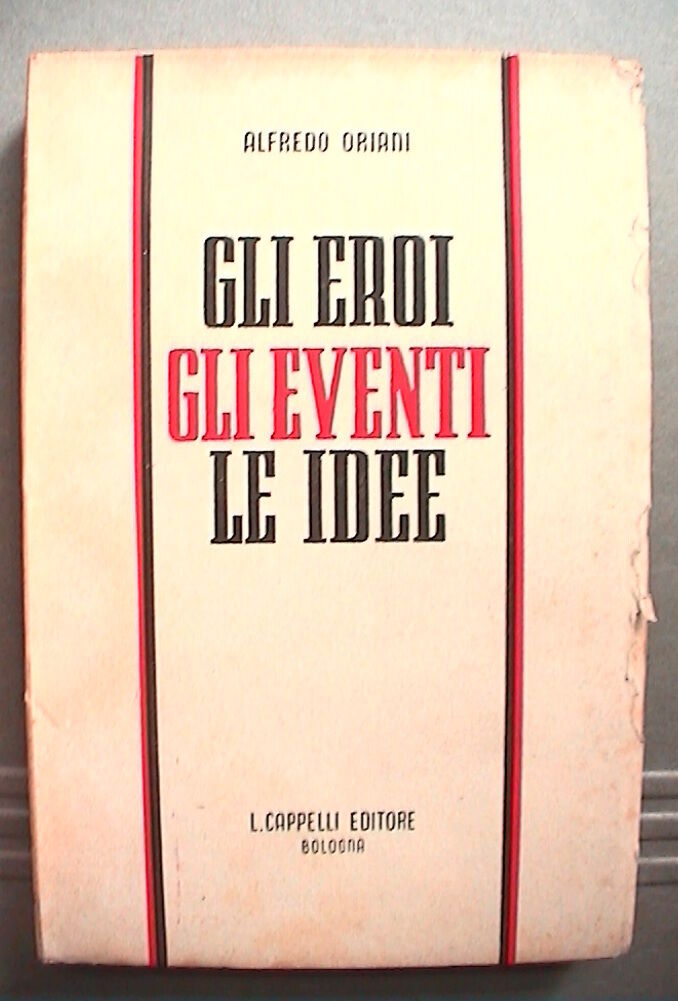 ALFREDO ORIANI
GLI EROI
GLI EVENTI
LE IDEE
L. CAPPELLI EDITORE
BOLOGNA